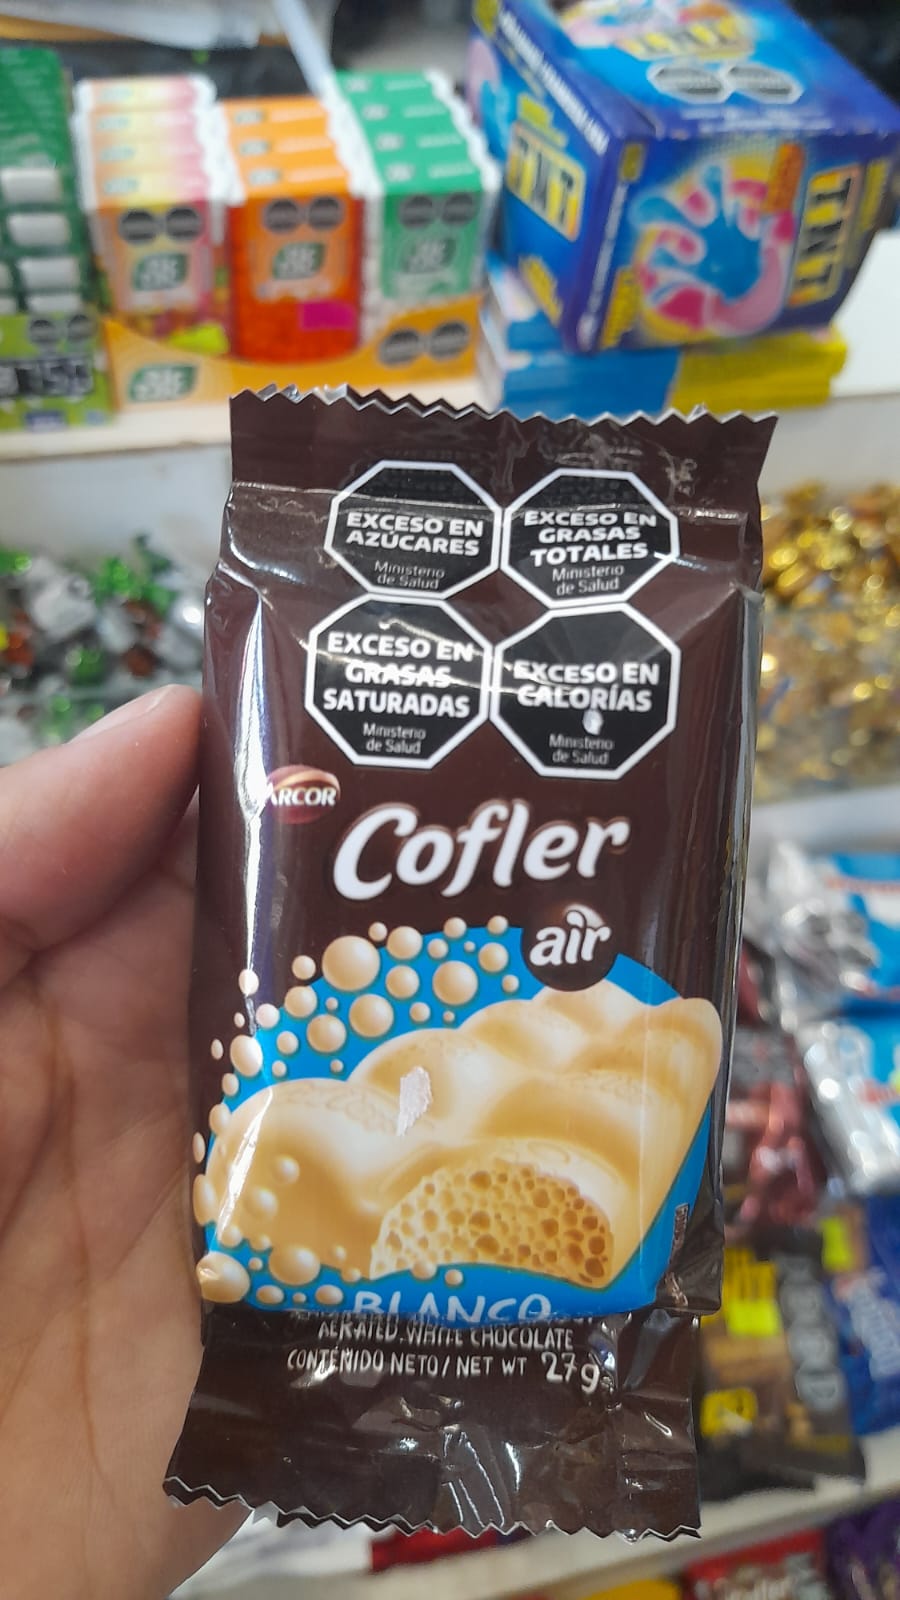 TNT
EXCESO EN
AZÚCARES
Ministerio
de Salud
EXCESO EN
GRASAS
TOTALES
Ministerio
de Salud
EXCESO EN
GRASAS
SATURADAS
Ministerio
de Salud
EXCESO EN
CALORÍAS
Ministerio
de Salud
ARCOR
Cofler
air
BLANCO
AERATED WHITE CHOCOLATE
CONTENIDO NETO / NET WT 27g